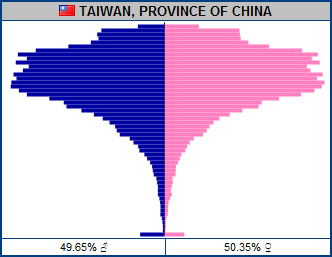 TAIWAN, PROVINCE OF CHINA
49.65% ♂ 50.35% ♀